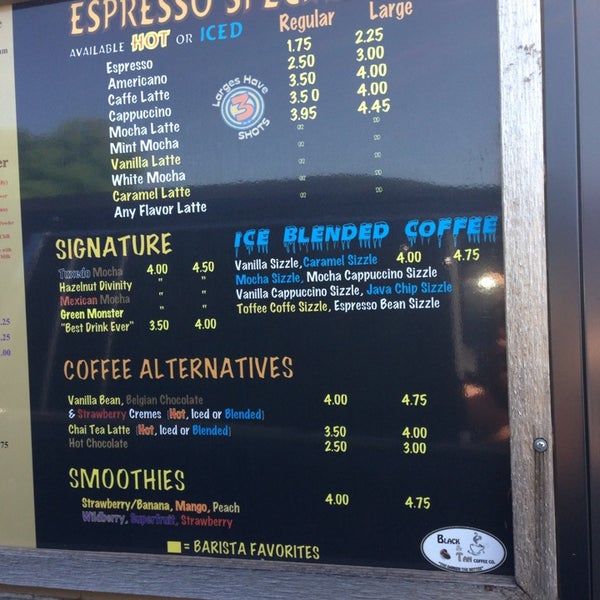 ESPRESSO
AVAILABLE HOT OR ICED Regular Large
Espresso 1.75 2.25
Americano 2.50 3.00
Caffe Latte 3.50 4.00
Cappuccino 3.50 4.00
Mocha Latte 3.95 4.45
Mint Mocha " "
Vanilla Latte " "
White Mocha " "
Caramel Latte " "
Any Flavor Latte " "
Larges Have
3
SHOTS
SIGNATURE
Tuxedo Mocha 4.00 4.50
Hazelnut Divinity " "
Mexican Mocha " "
Green Monster " "
"Best Drink Ever" 3.50 4.00
ICE BLENDED COFFEE
Vanilla Sizzle, Caramel Sizzle 4.00 4.75
Mocha Sizzle, Mocha Cappuccino Sizzle
Vanilla Cappuccino Sizzle, Java Chip Sizzle
Toffee Coffe Sizzle, Espresso Bean Sizzle
COFFEE ALTERNATIVES
Vanilla Bean, Belgian Chocolate 4.00 4.75
& Strawberry Cremes (Hot, Iced or Blended)
Chai Tea Latte (Hot, Iced or Blended) 3.50 4.00
Hot Chocolate 2.50 3.00
SMOOTHIES
Strawberry/Banana, Mango, Peach 4.00 4.75
Wildberry, Superfruit, Strawberry
= BARISTA FAVORITES
BLACK
& TAN COFFEE CO.